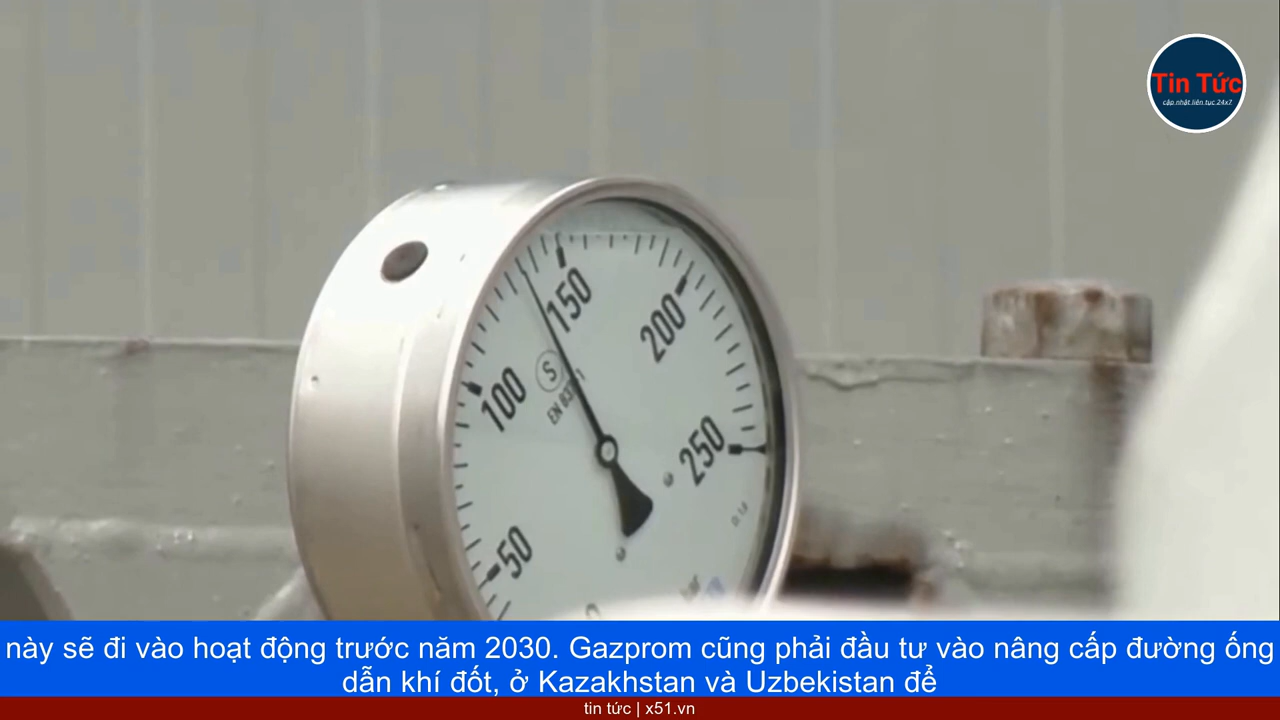 Tin Tức
cập nhật liên tục 24x7
150
200
S
100
250
50
0
bar
này sẽ đi vào hoạt động trước năm 2030. Gazprom cũng phải đầu tư vào nâng cấp đường ống
dẫn khí đốt, ở Kazakhstan và Uzbekistan để
tin tức | x51.vn